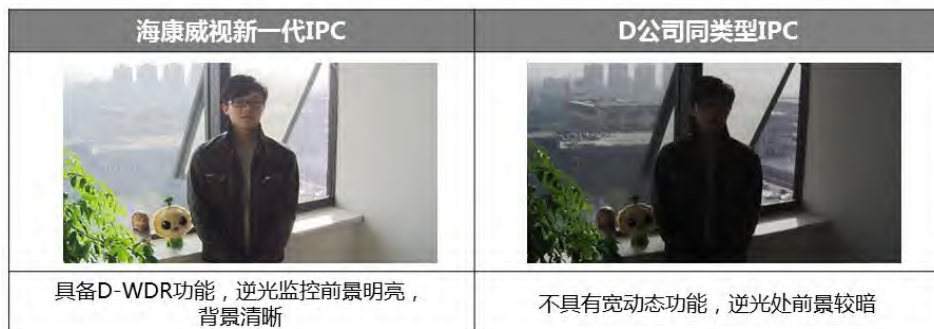 海康威视新一代IPC
D公司同类型IPC
具备D-WDR功能，逆光监控前景明亮，
背景清晰
不具有宽动态功能，逆光处前景较暗